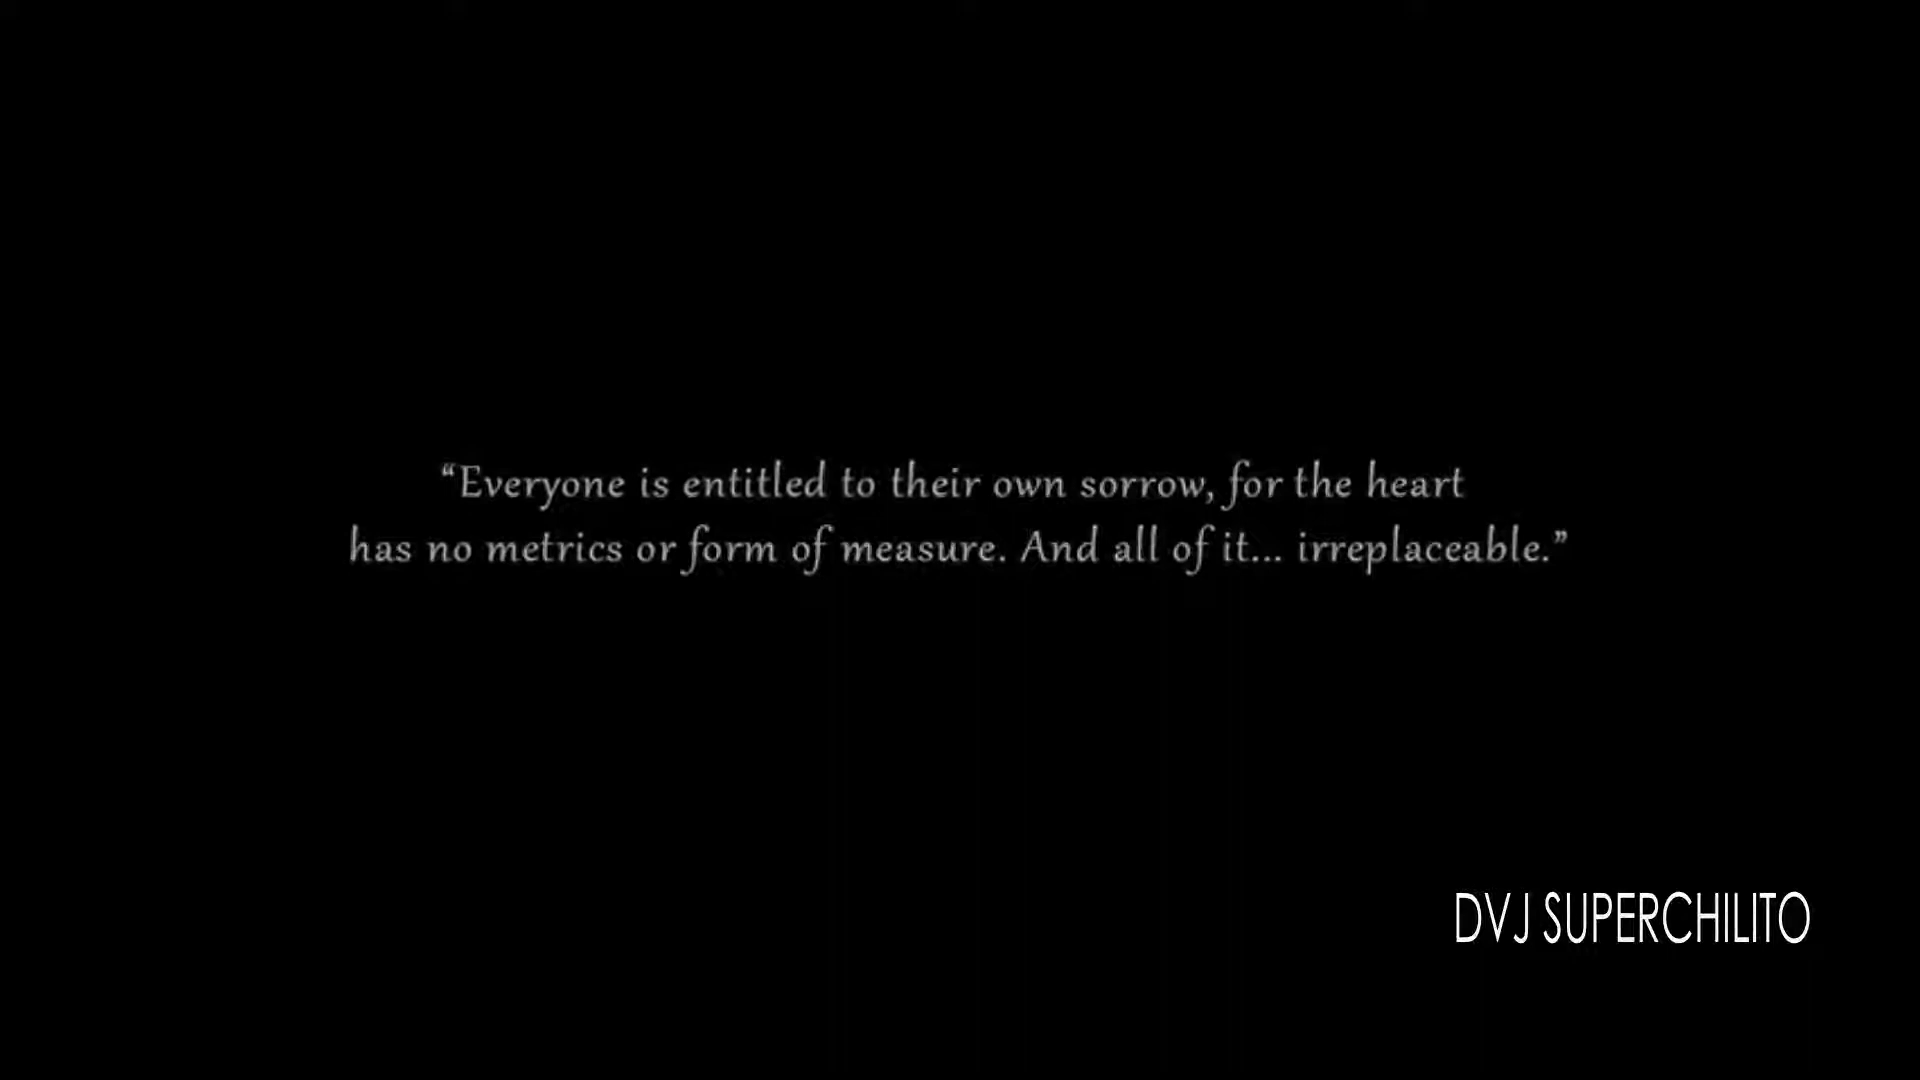 “Everyone is entitled to their own sorrow, for the heart
has no metrics or form of measure. And all of it... irreplaceable.”
DVJ SUPERCHILITO